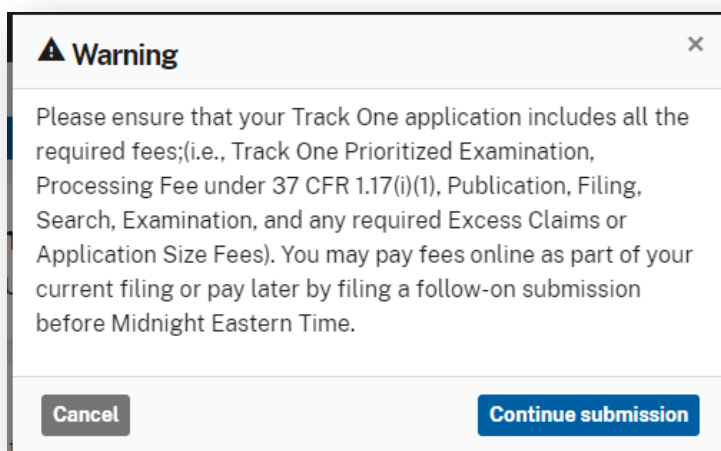 Warning
×
Please ensure that your Track One application includes all the
required fees;(i.e., Track One Prioritized Examination,
Processing Fee under 37 CFR 1.17(i)(1), Publication, Filing,
Search, Examination, and any required Excess Claims or
Application Size Fees). You may pay fees online as part of your
current filing or pay later by filing a follow-on submission
before Midnight Eastern Time.
Cancel
Continue submission